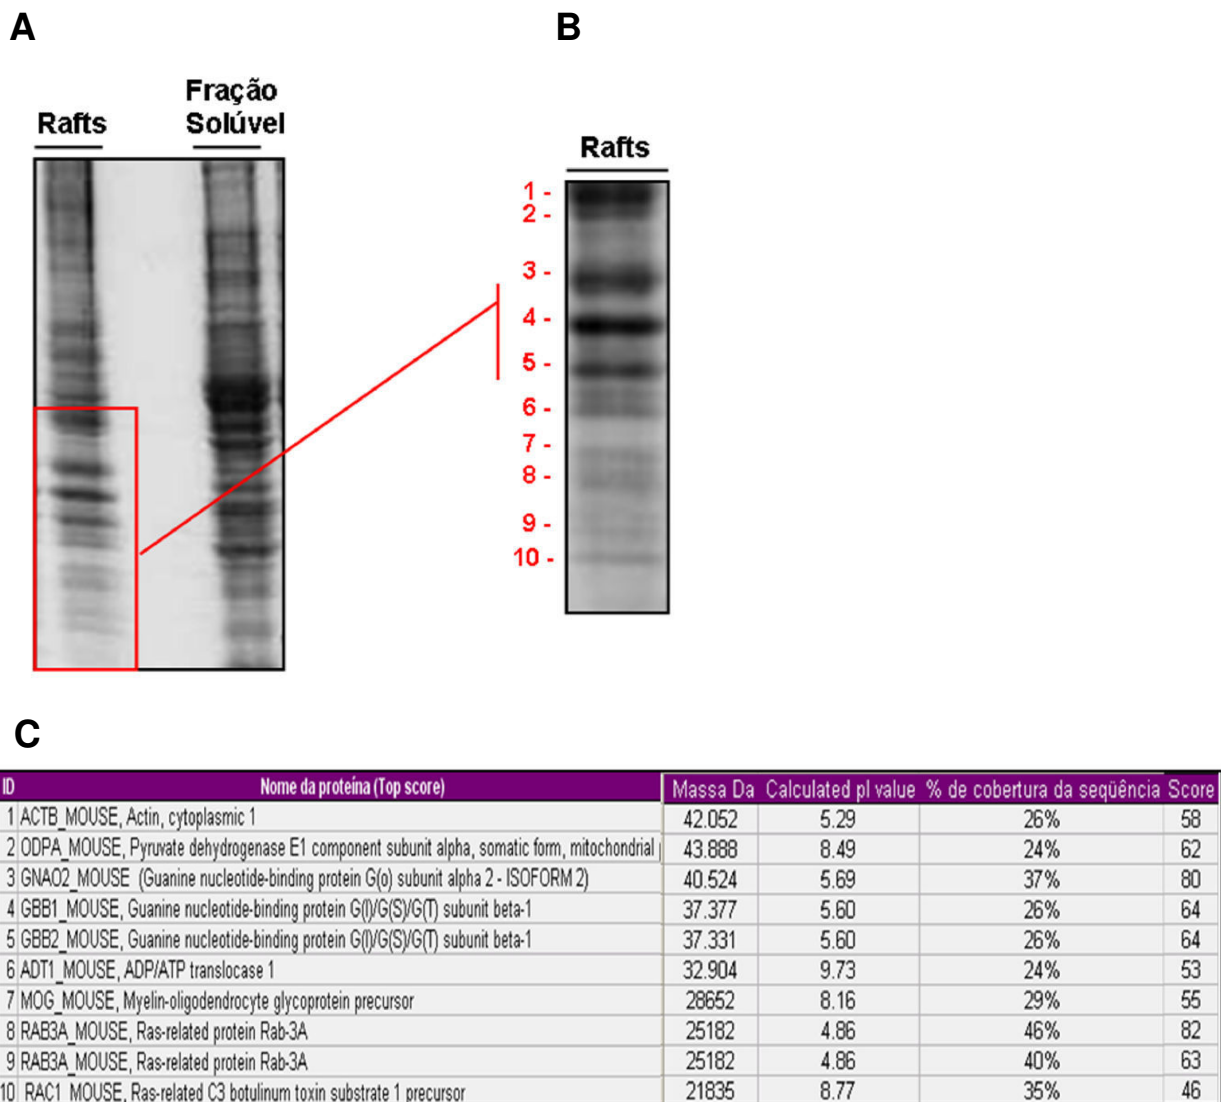 A
B
Fração
Solúvel
Rafts
Rafts
1 -
2 -
3 -
4 -
5 -
6 -
7 -
8 -
9 -
10 -
C
ID Nome da proteína (Top score) Massa Da Calculated pI value % de cobertura da seqüência Score
1 ACTB_MOUSE, Actin, cytoplasmic 1 42.052 5.29 26% 58
2 ODPA_MOUSE, Pyruvate dehydrogenase E1 component subunit alpha, somatic form, mitochondrial 43.888 8.49 24% 62
3 GNAO2_MOUSE (Guanine nucleotide-binding protein G(o) subunit alpha 2 - ISOFORM 2) 40.524 5.69 37% 80
4 GBB1_MOUSE, Guanine nucleotide-binding protein G(I)/G(S)/G(T) subunit beta-1 37.377 5.60 26% 64
5 GBB2_MOUSE, Guanine nucleotide-binding protein G(I)/G(S)/G(T) subunit beta-1 37.331 5.60 26% 64
6 ADT1_MOUSE, ADP/ATP translocase 1 32.904 9.73 24% 53
7 MOG_MOUSE, Myelin-oligodendrocyte glycoprotein precursor 28652 8.16 29% 55
8 RAB3A_MOUSE, Ras-related protein Rab-3A 25182 4.86 46% 82
9 RAB3A_MOUSE, Ras-related protein Rab-3A 25182 4.86 40% 63
10 RAC1_MOUSE, Ras-related C3 botulinum toxin substrate 1 precursor 21835 8.77 35% 46